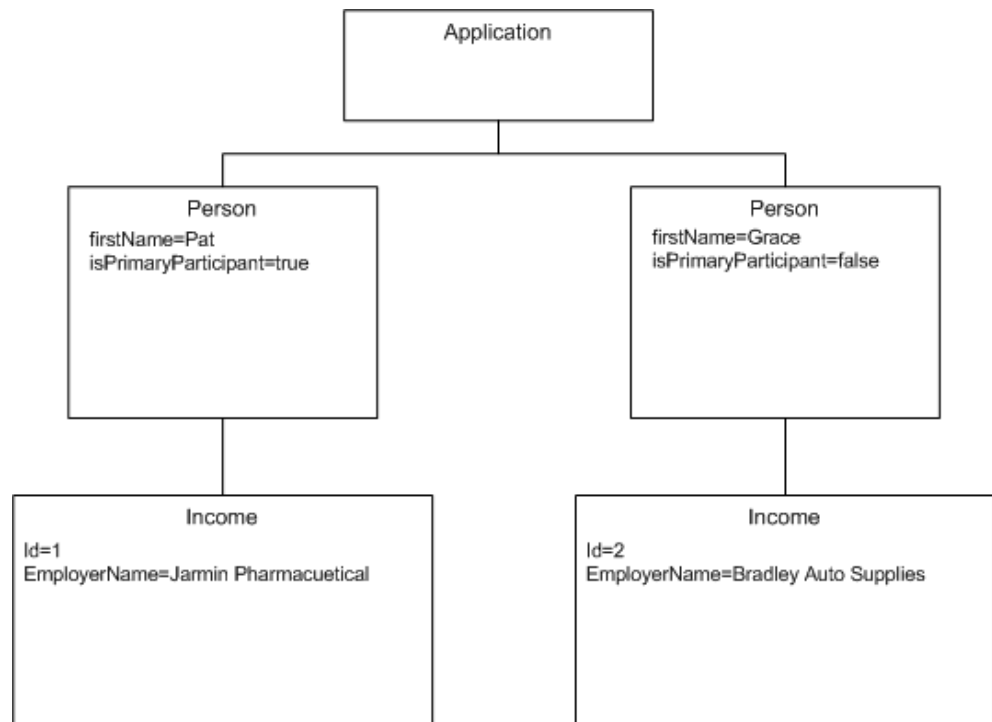 Application
Person
firstName=Pat
isPrimaryParticipant=true
Person
firstName=Grace
isPrimaryParticipant=false
Income
Id=1
EmployerName=Jarmin Pharmacuetical
Income
Id=2
EmployerName=Bradley Auto Supplies